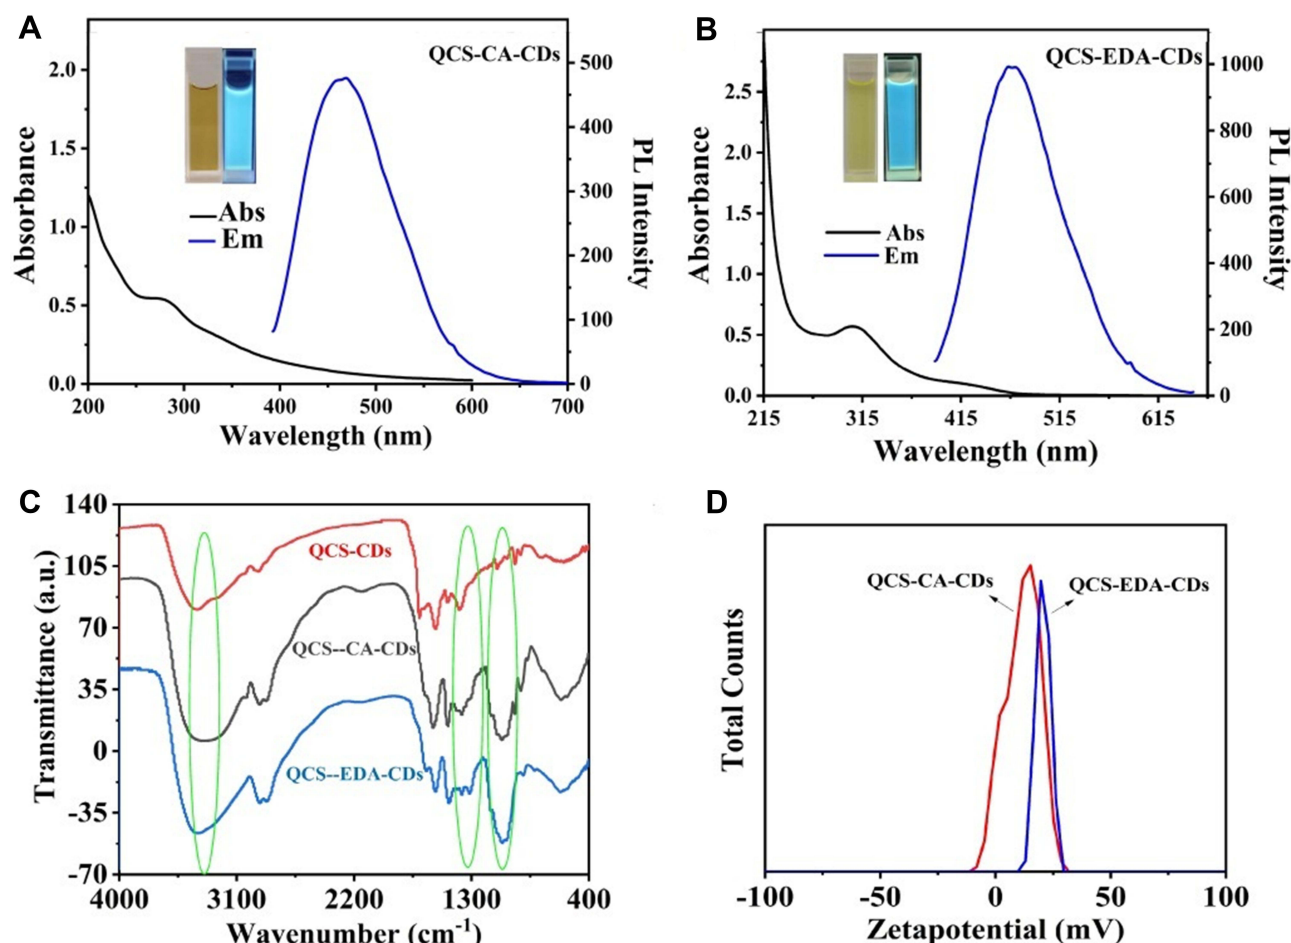 A
QCS-CA-CDs
2.0
1.5
1.0
0.5
0.0
500
400
300
200
100
0
Abs
Em
Absorbance
PL Intensity
200 300 400 500 600 700
Wavelength (nm)
B
QCS-EDA-CDs
2.5
2.0
1.5
1.0
0.5
0.0
1000
800
600
400
200
0
Abs
Em
Absorbance
PL Intensity
215 315 415 515 615
Wavelength (nm)
C
140
105
70
35
0
-35
-70
QCS-CDs
QCS--CA-CDs
QCS--EDA-CDs
Transmittance (a.u.)
4000 3100 2200 1300 400
Wavenumber (cm⁻¹)
D
QCS-CA-CDs
QCS-EDA-CDs
Total Counts
-100 -50 0 50 100
Zetapotential (mV)